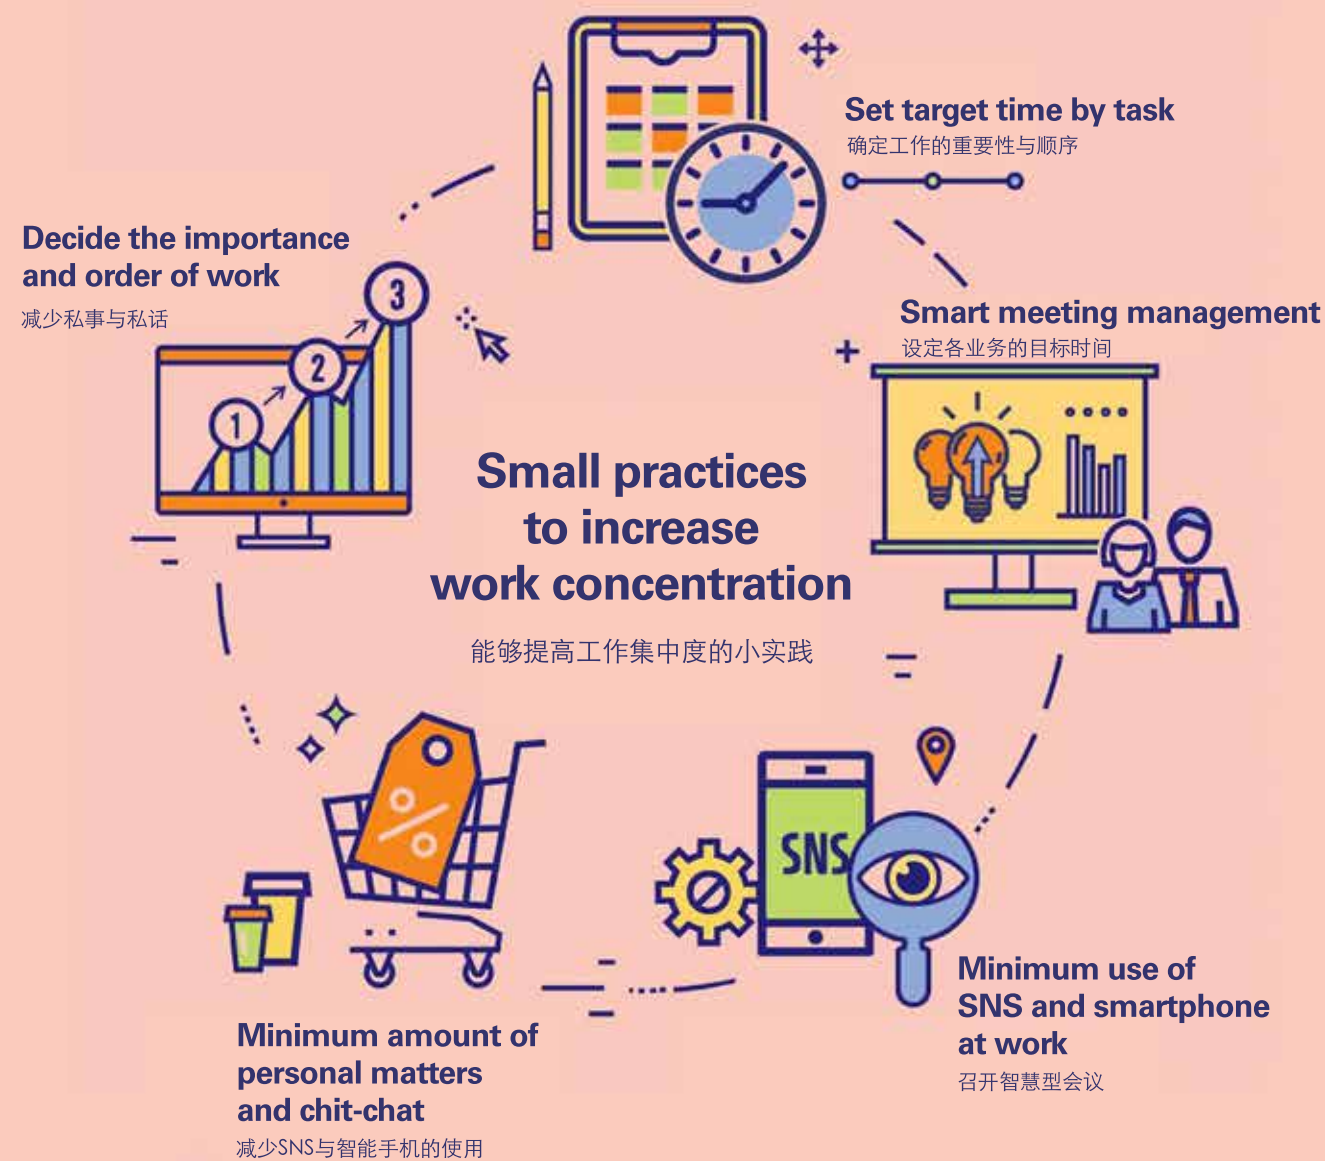 Set target time by task
确定工作的重要性与顺序
Decide the importance
and order of work
减少私事与私话
1
2
3
Smart meeting management
设定各业务的目标时间
Small practices
to increase
work concentration
能够提高工作集中度的小实践
%
SNS
Minimum use of
SNS and smartphone
at work
召开智慧型会议
Minimum amount of
personal matters
and chit-chat
减少SNS与智能手机的使用